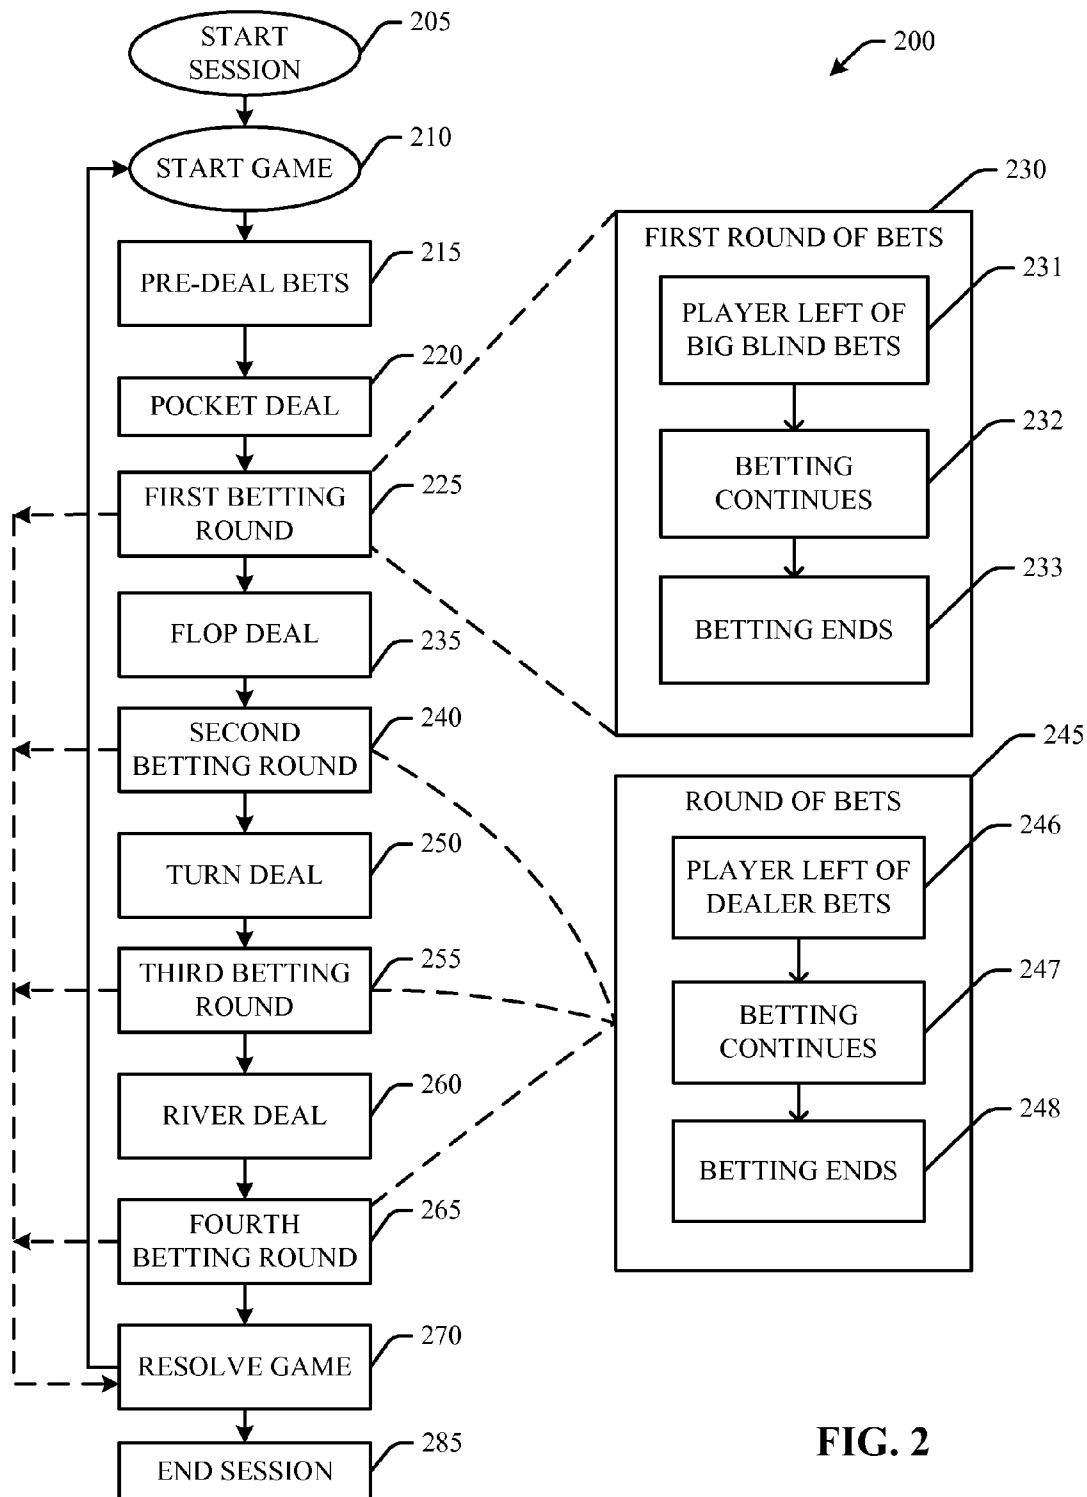 START
SESSION
205
200
START GAME
210
PRE-DEAL BETS
215
POCKET DEAL
220
FIRST BETTING
ROUND
225
FLOP DEAL
235
SECOND
BETTING ROUND
240
TURN DEAL
250
THIRD BETTING
ROUND
255
RIVER DEAL
260
FOURTH
BETTING ROUND
265
RESOLVE GAME
270
END SESSION
285
230
FIRST ROUND OF BETS
231
PLAYER LEFT OF
BIG BLIND BETS
232
BETTING
CONTINUES
233
BETTING ENDS
245
ROUND OF BETS
246
PLAYER LEFT OF
DEALER BETS
247
BETTING
CONTINUES
248
BETTING ENDS
FIG. 2